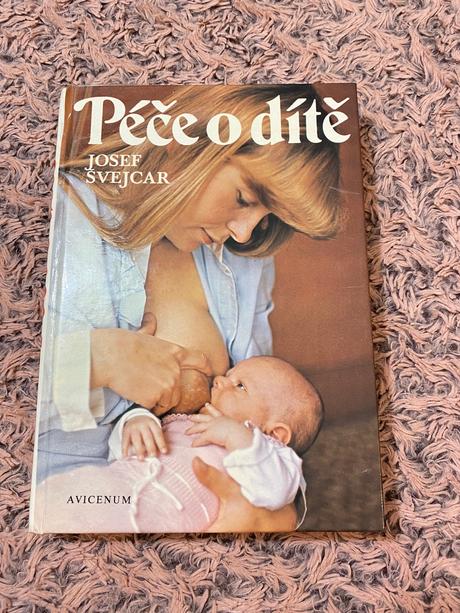 Péče o dítě
JOSEF
ŠVEJCAR
AVICENUM